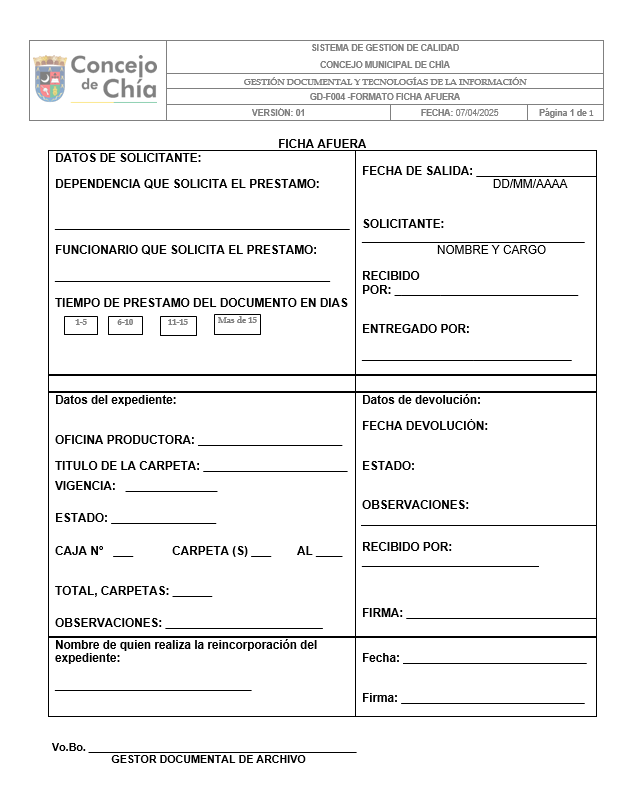 Concejo
de Chía
SISTEMA DE GESTION DE CALIDAD
CONCEJO MUNICIPAL DE CHÍA
GESTIÓN DOCUMENTAL Y TECNOLOGÍAS DE LA INFORMACIÓN
GD-F004 -FORMATO FICHA AFUERA
VERSIÓN: 01 FECHA: 07/04/2025 Página 1 de 1
FICHA AFUERA
DATOS DE SOLICITANTE:
DEPENDENCIA QUE SOLICITA EL PRESTAMO:
FUNCIONARIO QUE SOLICITA EL PRESTAMO:
TIEMPO DE PRESTAMO DEL DOCUMENTO EN DIAS
1-5 6-10 11-15 Mas de 15
FECHA DE SALIDA:
DD/MM/AAAA
SOLICITANTE:
NOMBRE Y CARGO
RECIBIDO
POR:
ENTREGADO POR:
Datos del expediente:
OFICINA PRODUCTORA:
TITULO DE LA CARPETA:
VIGENCIA:
ESTADO:
CAJA N° CARPETA (S) AL
TOTAL, CARPETAS:
OBSERVACIONES:
Datos de devolución:
FECHA DEVOLUCIÓN:
ESTADO:
OBSERVACIONES:
RECIBIDO POR:
FIRMA:
Nombre de quien realiza la reincorporación del
expediente:
Fecha:
Firma:
Vo.Bo.
GESTOR DOCUMENTAL DE ARCHIVO